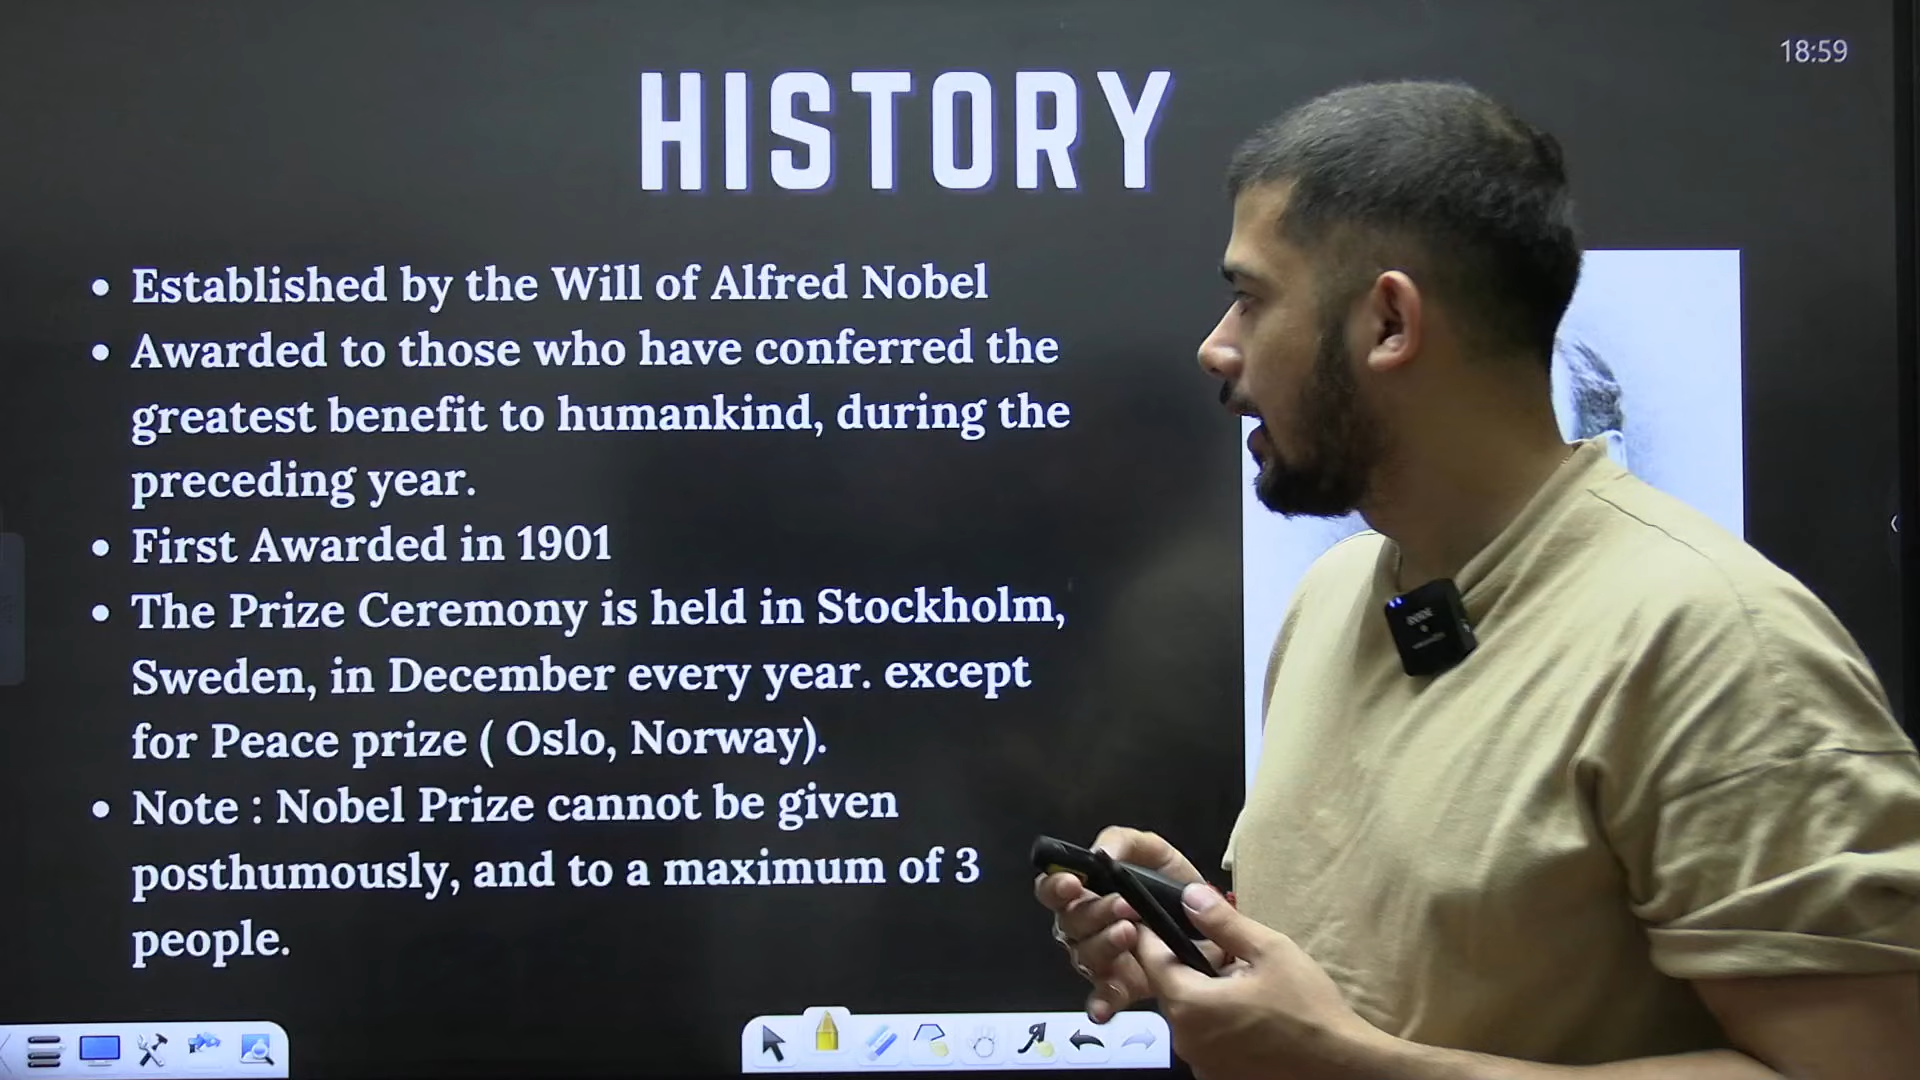 18:59
HISTORY
• Established by the Will of Alfred Nobel
• Awarded to those who have conferred the
greatest benefit to humankind, during the
preceding year.
• First Awarded in 1901
• The Prize Ceremony is held in Stockholm,
Sweden, in December every year. except
for Peace prize ( Oslo, Norway).
• Note : Nobel Prize cannot be given
posthumously, and to a maximum of 3
people.